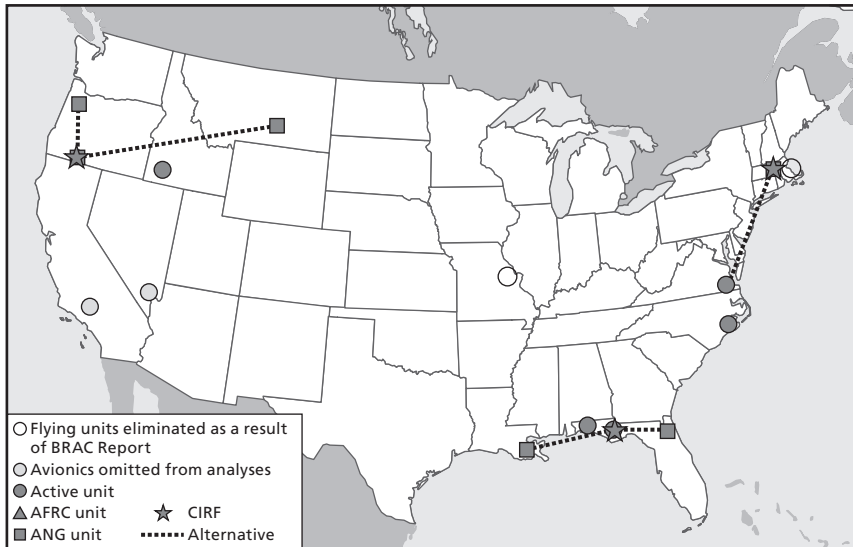 Flying units eliminated as a result
of BRAC Report
Avionics omitted from analyses
Active unit
AFRC unit
CIRF
ANG unit
Alternative